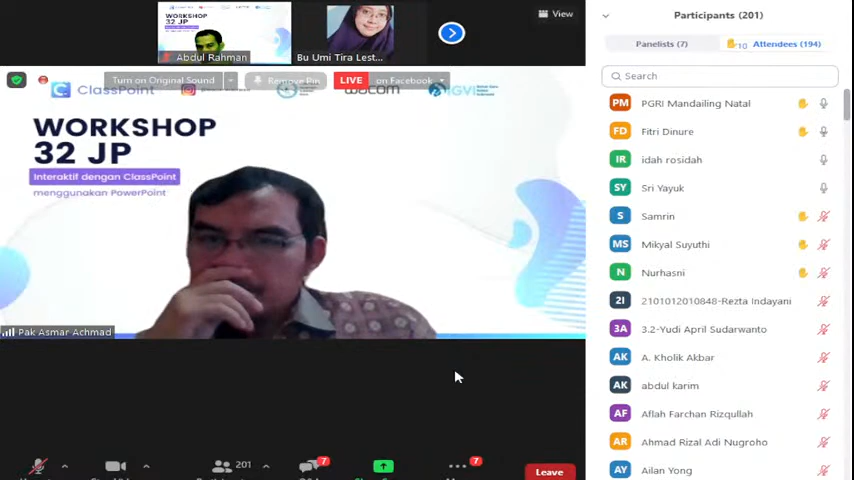 WORKSHOP
32 JP
Abdul Rahman
Bu Umi Tira Lest...
View
Turn on Original Sound
Remove Pin
LIVE
on Facebook
ClassPoint
wacom
IGVI
WORKSHOP
32 JP
Interaktif dengan ClassPoint
menggunakan PowerPoint
Pak Asmar Achmad
201
7
7
Leave
Participants (201)
Panelists (7)
10
Attendees (194)
Search
PM PGRI Mandailing Natal
FD Fitri Dinure
IR idah rosidah
SY Sri Yayuk
S Samrin
MS Mikyal Suyuthi
N Nurhasni
2I 2101012010848-Rezta Indayani
3A 3.2-Yudi April Sudarwanto
AK A. Kholik Akbar
AK abdul karim
AF Aflah Farchan Rizqullah
AR Ahmad Rizal Adi Nugroho
AY Ailan Yong